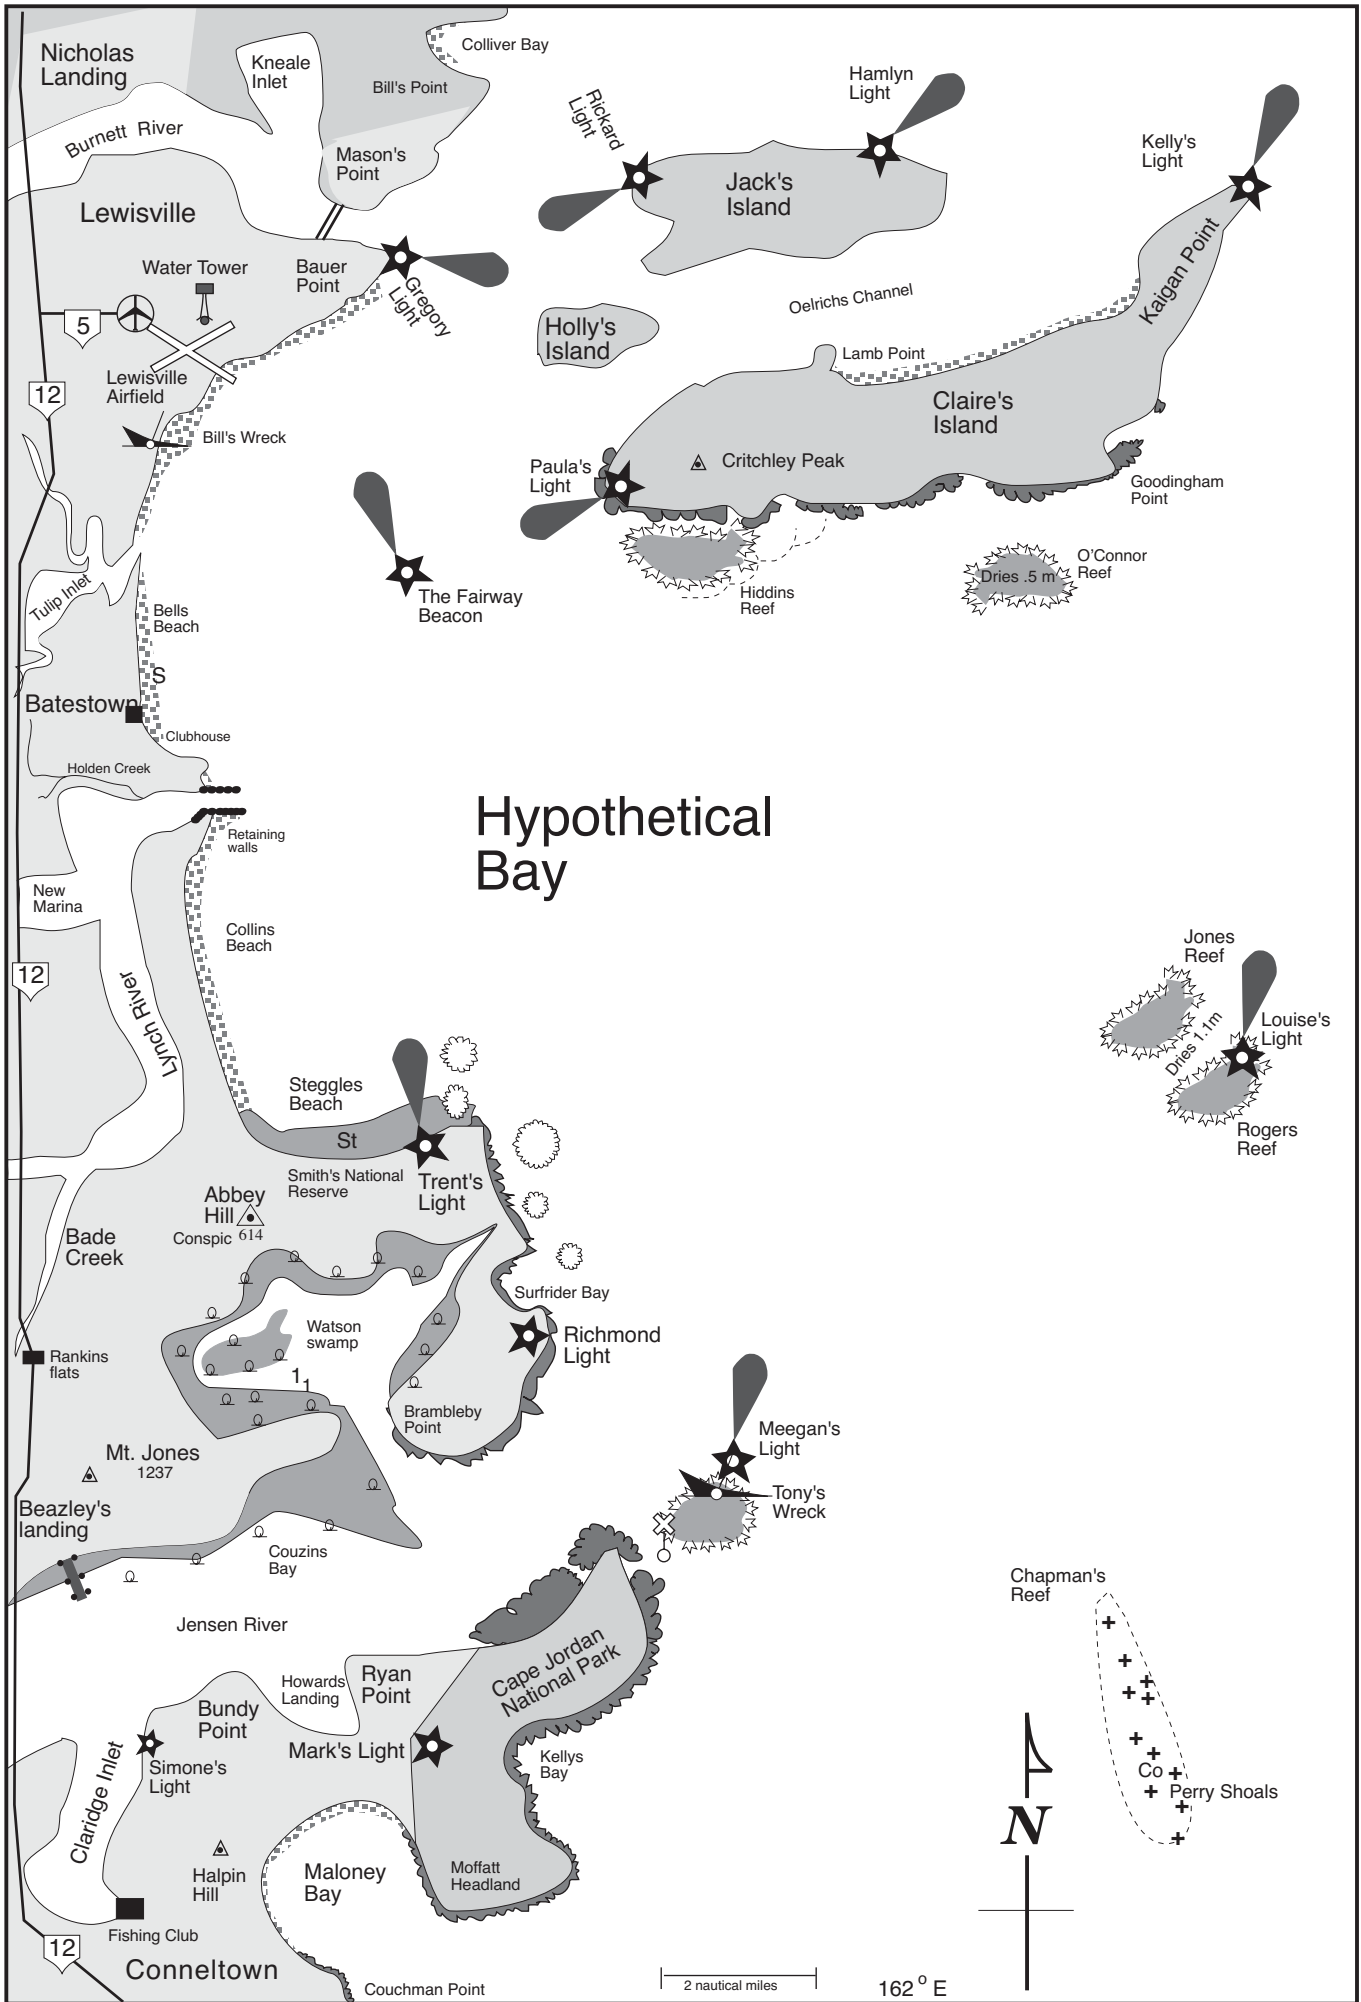 Nicholas
Landing
Kneale
Inlet
Colliver Bay
Bill's Point
Burnett River
Mason's
Point
Rickard
Light
Hamlyn
Light
Kelly's
Light
Jack's
Island
Lewisville
Water Tower
Bauer
Point
Gregory
Light
5
Kaigan Point
Oelrichs Channel
Holly's
Island
Lamb Point
Lewisville
Airfield
12
Claire's
Island
Bill's Wreck
Paula's
Light
Critchley Peak
Goodingham
Point
O'Connor
Reef
Dries .5 m
Hiddins
Reef
The Fairway
Beacon
Tulip Inlet
Bells
Beach
S
Batestown
Clubhouse
Holden Creek
Retaining
walls
Hypothetical
Bay
New
Marina
Collins
Beach
12
Lynch River
Jones
Reef
Louise's
Light
Dries 1.1m
Rogers
Reef
Steggles
Beach
St
Smith's National
Reserve
Trent's
Light
Abbey
Hill
Conspic 614
Bade
Creek
Surfrider Bay
Watson
swamp
Richmond
Light
Rankins
flats
1
1
Brambleby
Point
Meegan's
Light
Mt. Jones
1237
Tony's
Wreck
Beazley's
landing
Couzins
Bay
Chapman's
Reef
Jensen River
Cape Jordan
National Park
Howards
Landing
Ryan
Point
Bundy
Point
Mark's Light
Kellys
Bay
Simone's
Light
Claridge Inlet
Co
Perry Shoals
N
Halpin
Hill
Maloney
Bay
Moffatt
Headland
Fishing Club
12
Conneltown
Couchman Point
2 nautical miles
162 o E